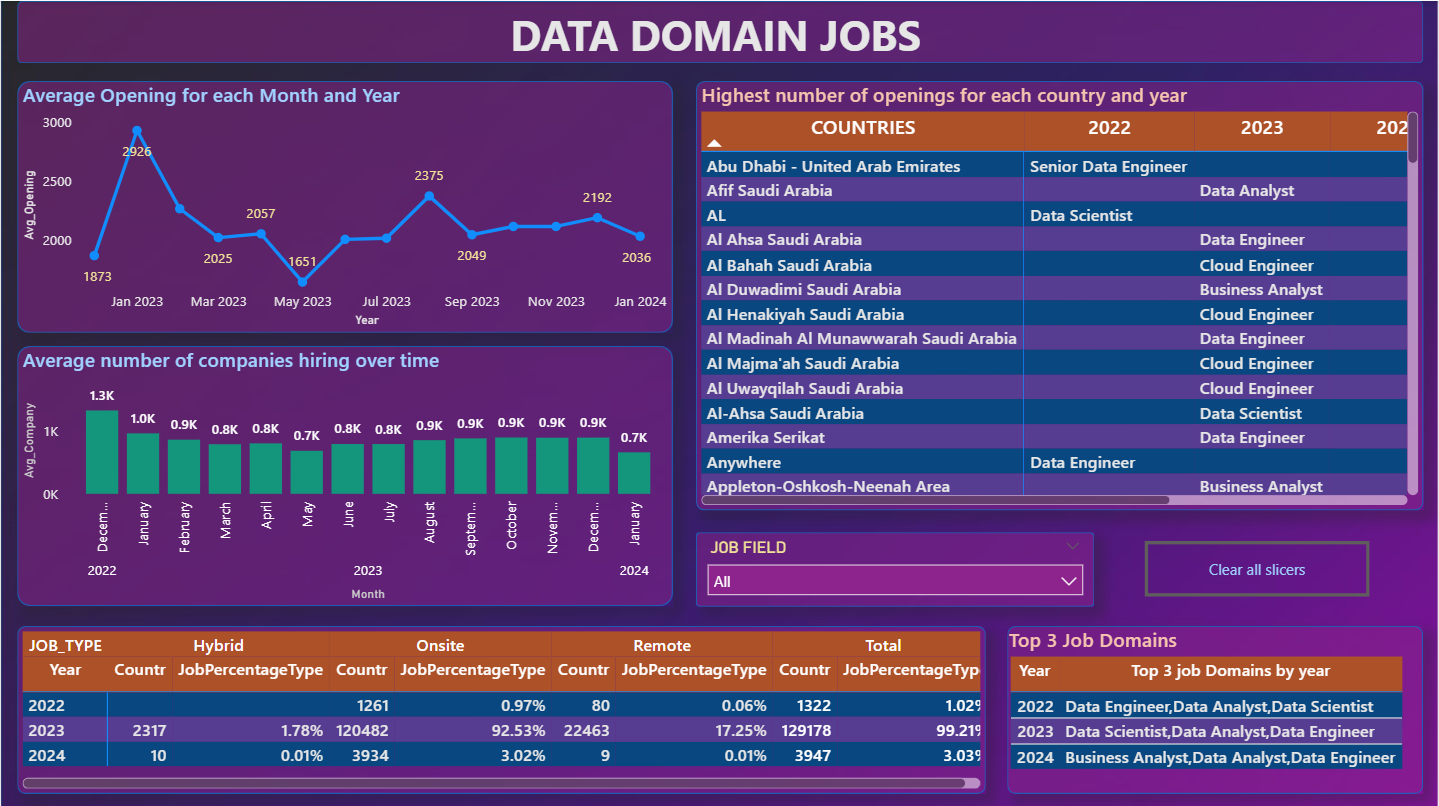 DATA DOMAIN JOBS
Average Opening for each Month and Year
Avg_Opening
3000
2500
2000
2926
2375
2192
2057
1873
2025
1651
2049
2036
Jan 2023 Mar 2023 May 2023 Jul 2023 Sep 2023 Nov 2023 Jan 2024
Year
Average number of companies hiring over time
Avg_Company
1K
0K
1.3K 1.0K 0.9K 0.8K 0.8K 0.7K 0.8K 0.8K 0.9K 0.9K 0.9K 0.9K 0.9K 0.7K
Decem... January February March April May June July August Septem... October Novem... Decem... January
2022 2023 2024
Month
Highest number of openings for each country and year
COUNTRIES 2022 2023 202
Abu Dhabi - United Arab Emirates Senior Data Engineer
Afif Saudi Arabia Data Analyst
AL Data Scientist
Al Ahsa Saudi Arabia Data Engineer
Al Bahah Saudi Arabia Cloud Engineer
Al Duwadimi Saudi Arabia Business Analyst
Al Henakiyah Saudi Arabia Cloud Engineer
Al Madinah Al Munawwarah Saudi Arabia Data Engineer
Al Majma'ah Saudi Arabia Cloud Engineer
Al Uwayqilah Saudi Arabia Cloud Engineer
Al-Ahsa Saudi Arabia Data Scientist
Amerika Serikat Data Engineer
Anywhere Data Engineer
Appleton-Oshkosh-Neenah Area Business Analyst
JOB FIELD
All
Clear all slicers
JOB_TYPE Hybrid Onsite Remote Total
Year Countr JobPercentageType Countr JobPercentageType Countr JobPercentageType Countr JobPercentageTyp
2022 1261 0.97% 80 0.06% 1322 1.02%
2023 2317 1.78% 120482 92.53% 22463 17.25% 129178 99.21%
2024 10 0.01% 3934 3.02% 9 0.01% 3947 3.03%
Top 3 Job Domains
Year Top 3 job Domains by year
2022 Data Engineer,Data Analyst,Data Scientist
2023 Data Scientist,Data Analyst,Data Engineer
2024 Business Analyst,Data Analyst,Data Engineer